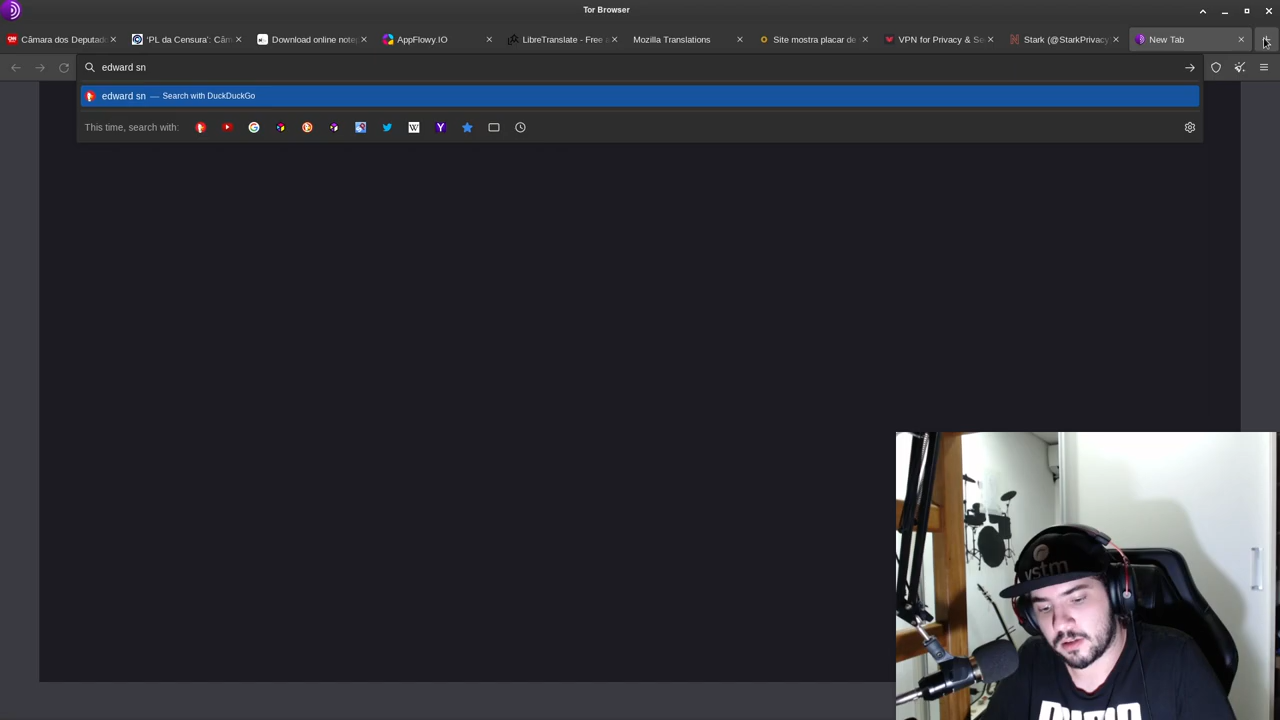 Tor Browser
Câmara dos Deputad
'PL da Censura': Câm
Download online note
AppFlowy.IO
LibreTranslate - Free a
Mozilla Translations
Site mostra placar de
VPN for Privacy & Se
Stark (@StarkPrivacy
New Tab
edward sn
edward sn — Search with DuckDuckGo
This time, search with:
vstm